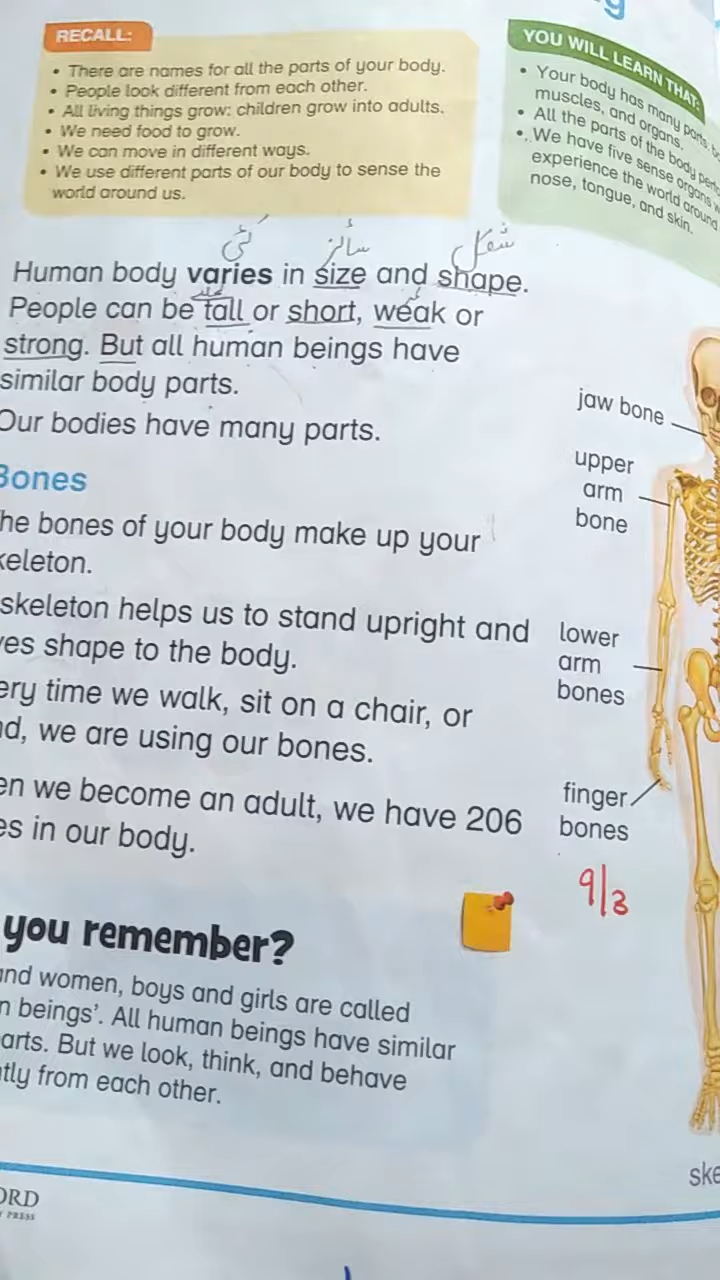 RECALL:
• There are names for all the parts of your body.
• People look different from each other.
• All living things grow: children grow into adults.
• We need food to grow.
• We can move in different ways.
• We use different parts of our body to sense the
world around us.
YOU WILL LEARN THAT:
• Your body has many parts,
muscles, and organs.
• All the parts of the body
• We have five sense organs
experience the world around
nose, tongue, and skin.
کئی سائز شکل
Human body varies in size and shape.
People can be tall or short, weak or
strong. But all human beings have
similar body parts.
Our bodies have many parts.
Bones
he bones of your body make up your
keleton.
skeleton helps us to stand upright and
ves shape to the body.
ery time we walk, sit on a chair, or
nd, we are using our bones.
en we become an adult, we have 206
es in our body.
jaw bone
upper
arm
bone
lower
arm
bones
finger
bones
9/3
you remember?
and women, boys and girls are called
n beings'. All human beings have similar
arts. But we look, think, and behave
ntly from each other.
ske
ORD
Y PRESS